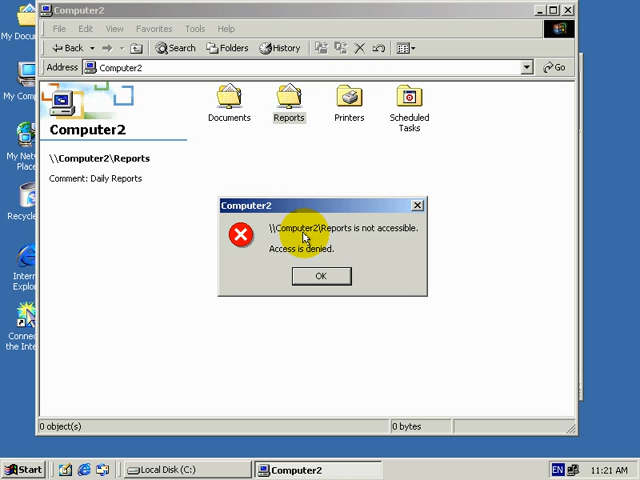 Computer2
File Edit View Favorites Tools Help
Back Search Folders History
Address Computer2 Go
My Docu
My Comp
My Net
Place
Recycle
Intern
Explor
Connec
the Inte
Computer2
\\Computer2\Reports
Comment: Daily Reports
Documents
Reports
Printers
Scheduled
Tasks
Computer2
\\Computer2\Reports is not accessible.
Access is denied.
OK
0 object(s) 0 bytes
Start Local Disk (C:) Computer2 EN 11:21 AM